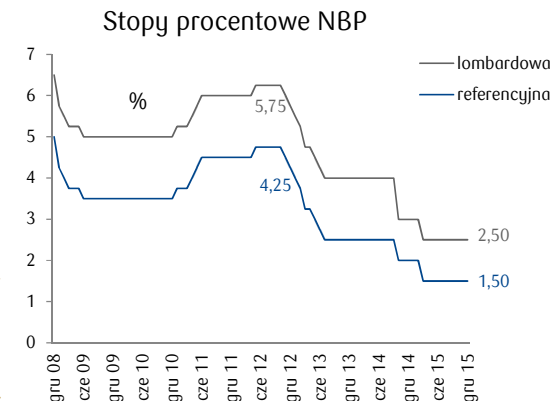 Stopy procentowe NBP
7
6
5
4
3
2
1
0
%
lombardowa
referencyjna
5,75
4,25
2,50
1,50
gru 08
cze 09
gru 09
cze 10
gru 10
cze 11
gru 11
cze 12
gru 12
cze 13
gru 13
cze 14
gru 14
cze 15
gru 15